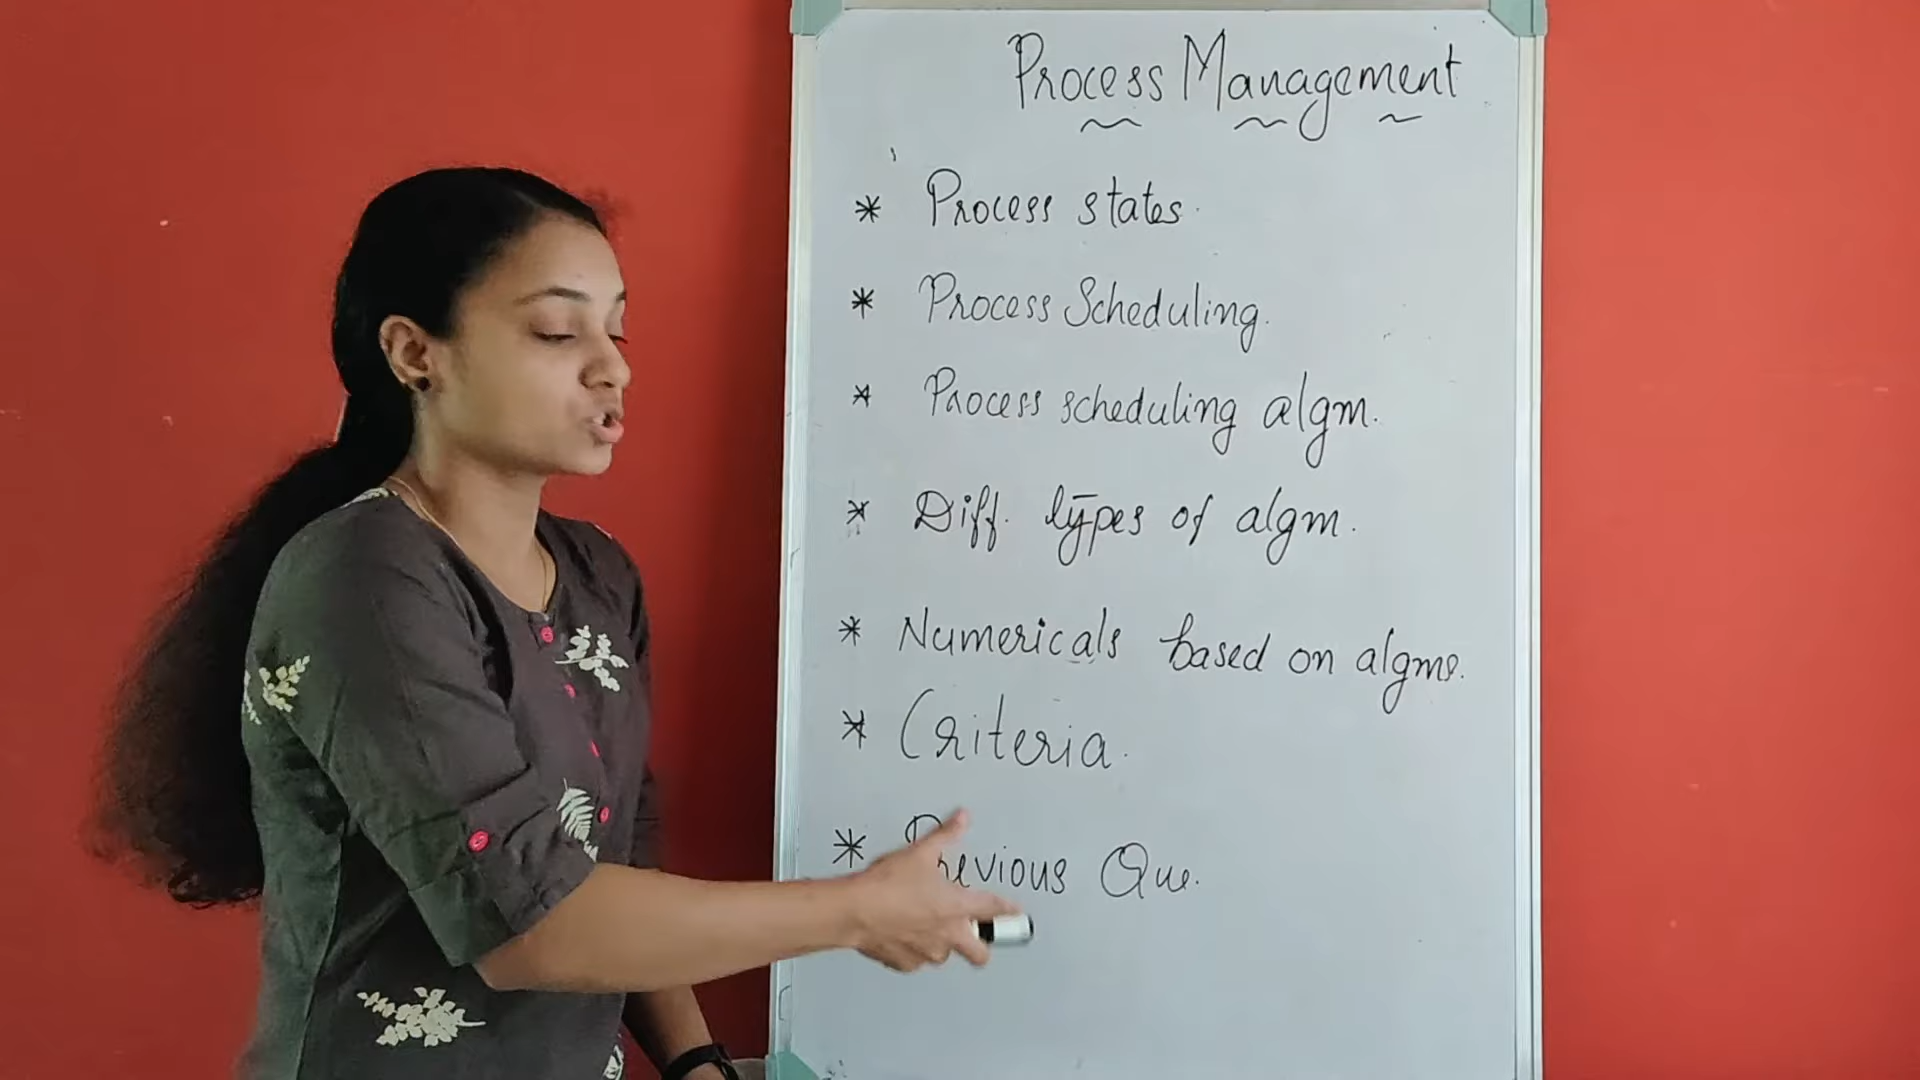 Process Management
* Process states.
* Process Scheduling.
* Process scheduling algm.
* Diff. types of algm.
* Numericals based on algms.
* Criteria.
* Previous Que.